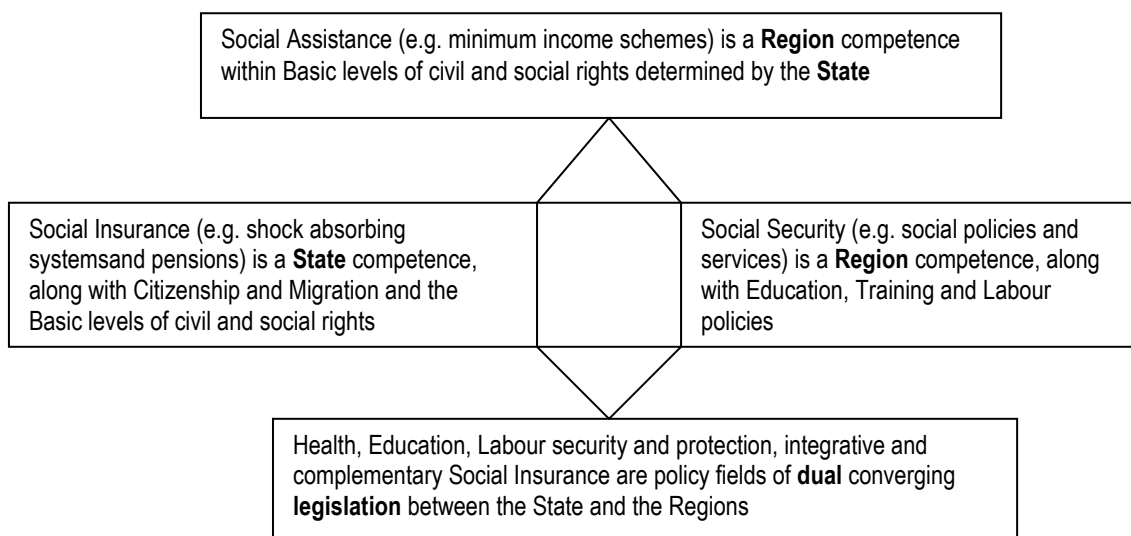 Social Assistance (e.g. minimum income schemes) is a Region competence
within Basic levels of civil and social rights determined by the State
Social Insurance (e.g. shock absorbing
systemsand pensions) is a State competence,
along with Citizenship and Migration and the
Basic levels of civil and social rights
Social Security (e.g. social policies and
services) is a Region competence, along
with Education, Training and Labour
policies
Health, Education, Labour security and protection, integrative and
complementary Social Insurance are policy fields of dual converging
legislation between the State and the Regions